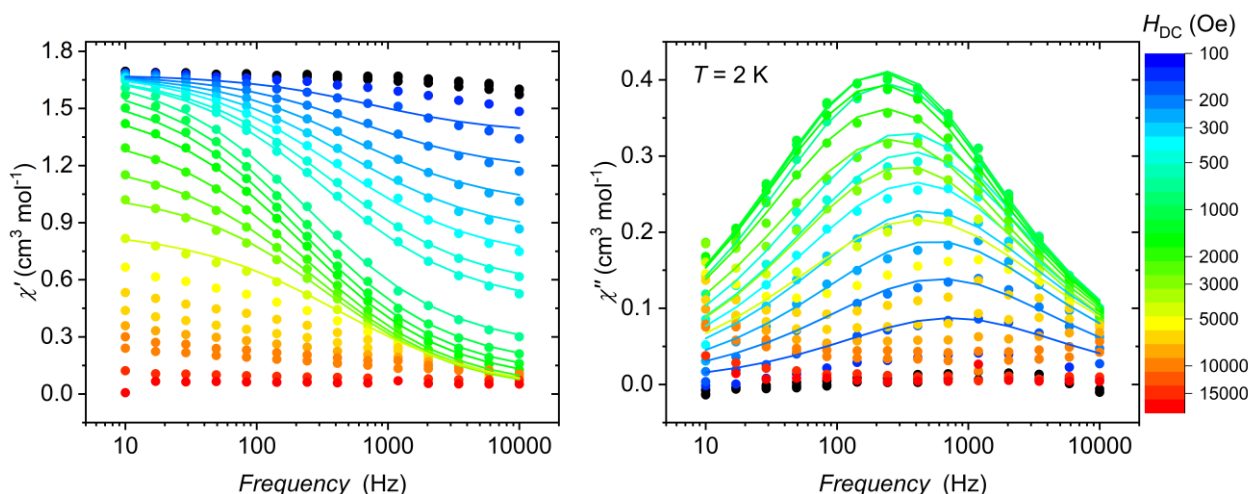 H_DC (Oe)
1.8
1.5
1.2
0.9
0.6
0.3
0.0
χ′ (cm³ mol⁻¹)
10 100 1000 10000
Frequency (Hz)
T = 2 K
0.4
0.3
0.2
0.1
0.0
χ″ (cm³ mol⁻¹)
10 100 1000 10000
Frequency (Hz)
100
200
300
500
1000
2000
3000
5000
10000
15000